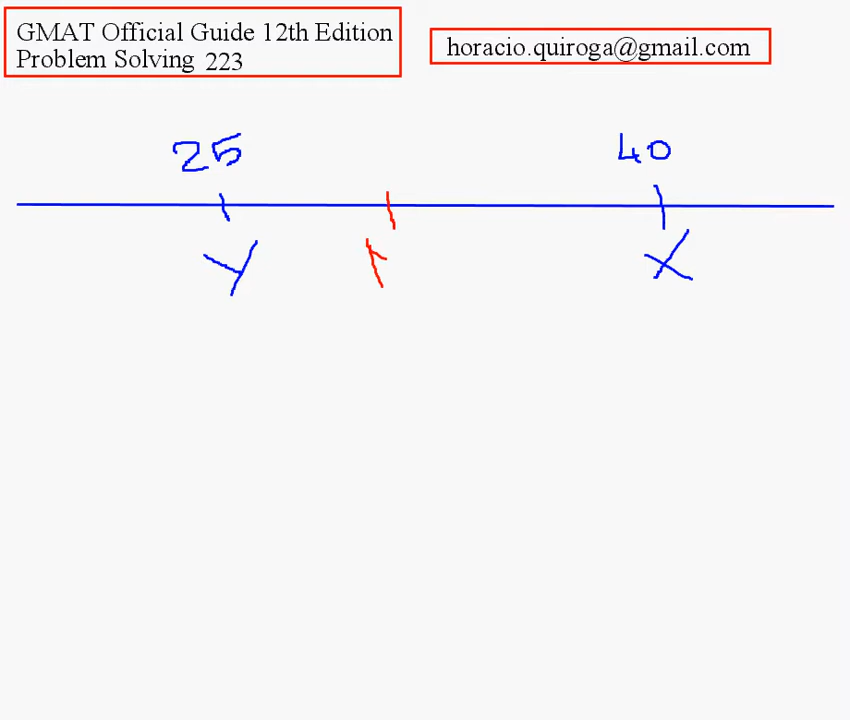 GMAT Official Guide 12th Edition
Problem Solving 223
horacio.quiroga@gmail.com
25
40
Y
X